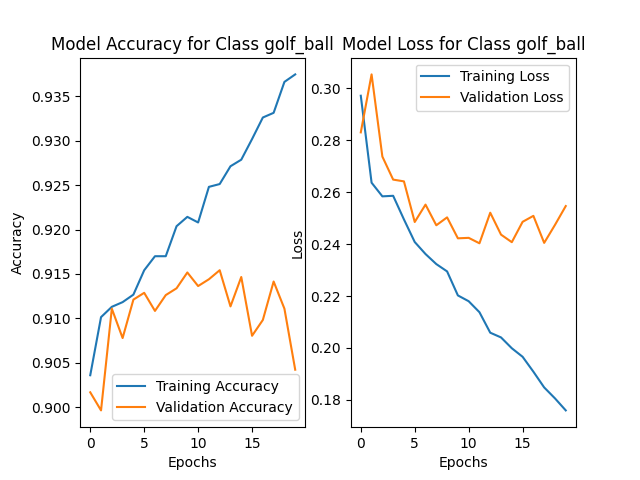 Model Accuracy for Class golf_ball
Accuracy
0.935
0.930
0.925
0.920
0.915
0.910
0.905
0.900
Training Accuracy
Validation Accuracy
0
5
10
15
Epochs
Model Loss for Class golf_ball
Loss
0.30
0.28
0.26
0.24
0.22
0.20
0.18
Training Loss
Validation Loss
0
5
10
15
Epochs